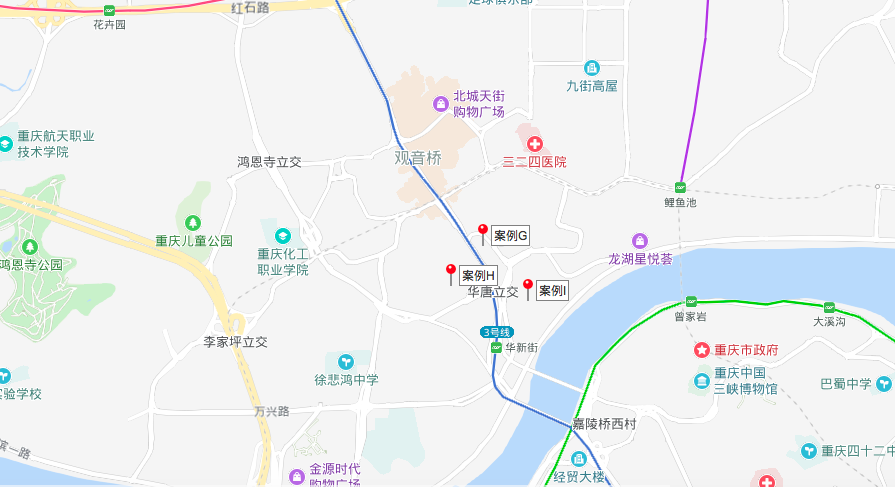 足球俱乐部
红石路
花卉园
九街高屋
北城天街
购物广场
重庆航天职业
技术学院
观音桥
三二四医院
鸿恩寺立交
鲤鱼池
案例G
重庆儿童公园
重庆化工
职业学院
龙湖星悦荟
鸿恩寺公园
案例H
华唐立交
案例I
曾家岩
大溪沟
3号线
李家坪立交
华新街
重庆市政府
徐悲鸿中学
重庆中国
三峡博物馆
巴蜀中学
实验学校
万兴路
嘉陵桥西村
滨一路
重庆四十二中
金源时代
购物广场
经贸大楼